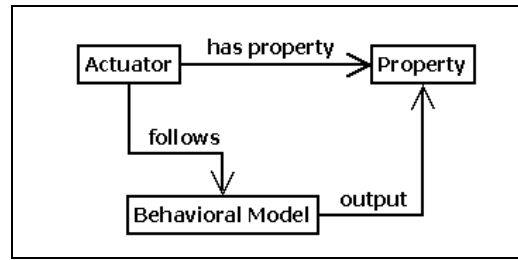 has property
Actuator
Property
follows
output
Behavioral Model